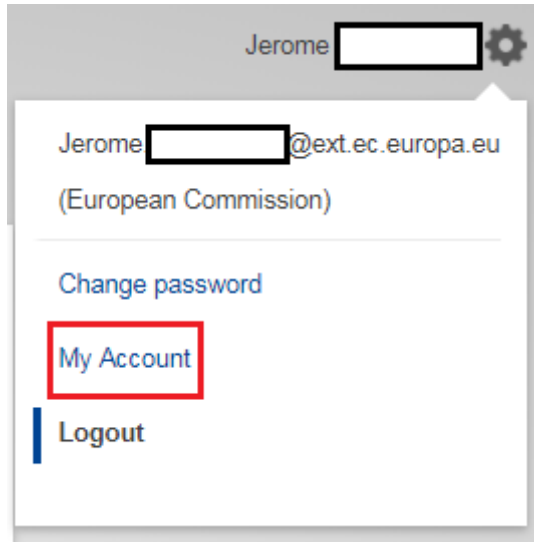 Jerome
Jerome @ext.ec.europa.eu
(European Commission)
Change password
My Account
Logout